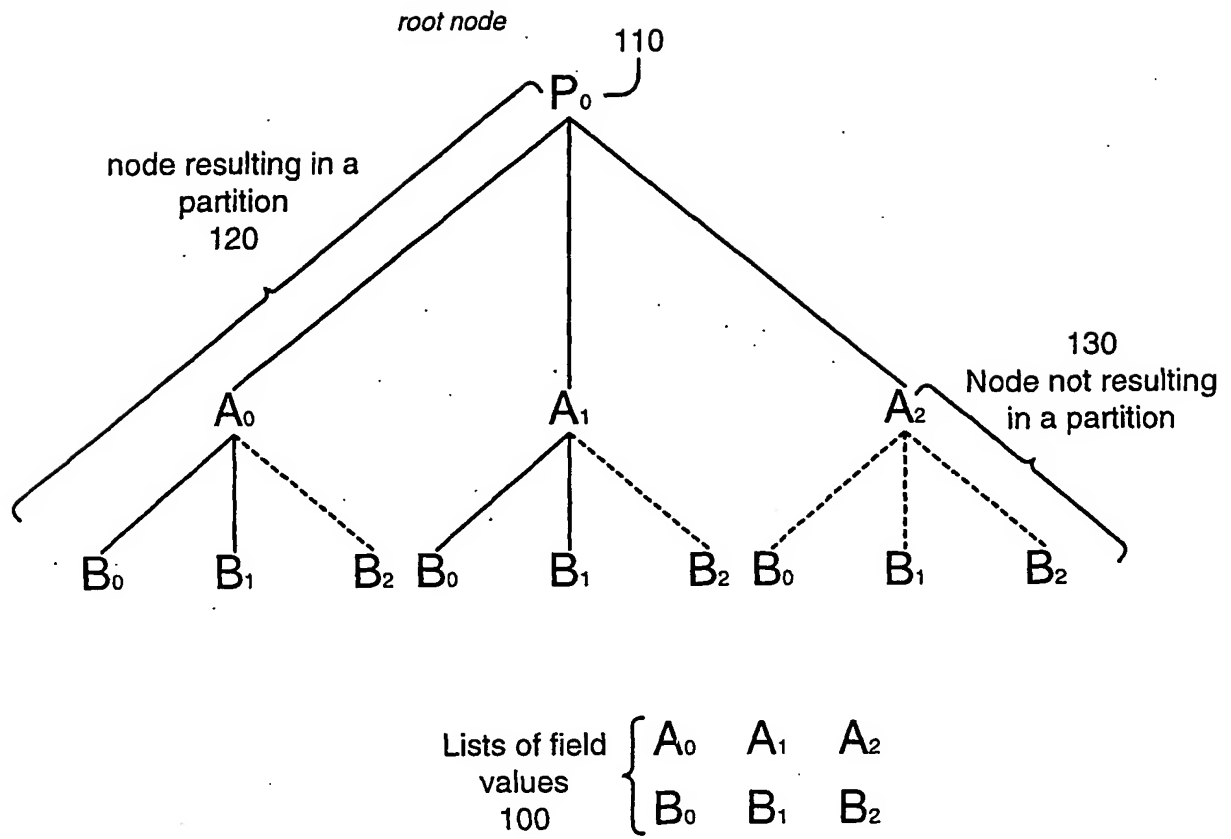 root node
110
P₀
node resulting in a
partition
120
130
Node not resulting
in a partition
A₀ A₁ A₂
B₀ B₁ B₂ B₀ B₁ B₂ B₀ B₁ B₂
Lists of field
values
100
A₀ A₁ A₂
B₀ B₁ B₂